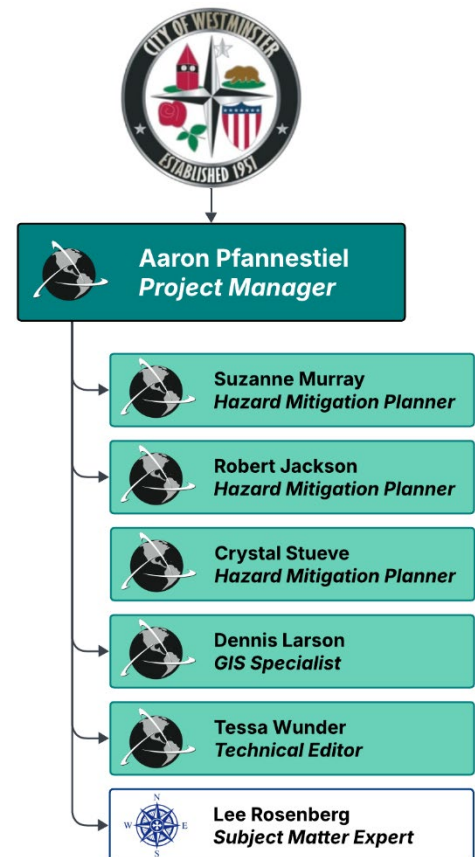 CITY OF WESTMINSTER
ESTABLISHED 1957
Aaron Pfannestiel
Project Manager
Suzanne Murray
Hazard Mitigation Planner
Robert Jackson
Hazard Mitigation Planner
Crystal Stueve
Hazard Mitigation Planner
Dennis Larson
GIS Specialist
Tessa Wunder
Technical Editor
N
W E
S
Lee Rosenberg
Subject Matter Expert